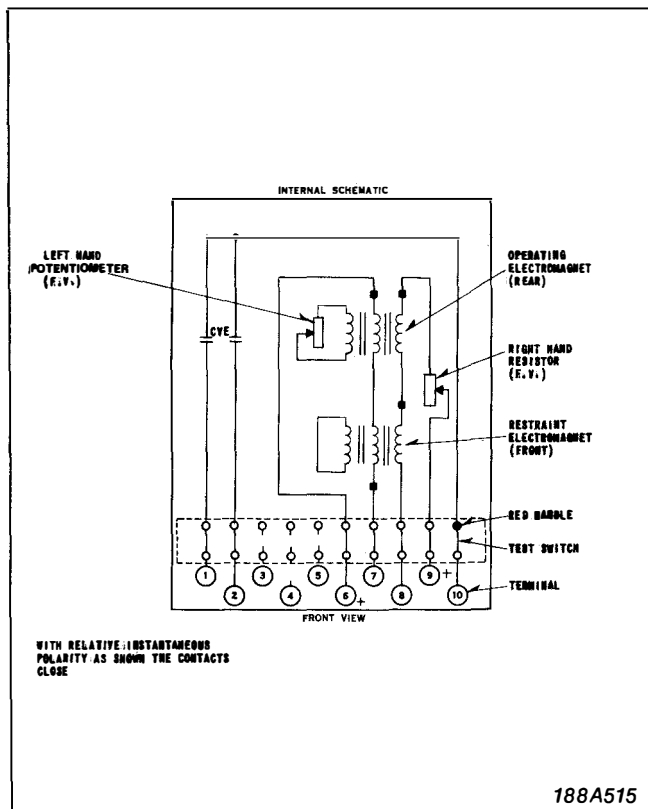 INTERNAL SCHEMATIC
LEFT HAND
POTENTIOMETER
(F.V.)
OPERATING
ELECTROMAGNET
(REAR)
CVE
RIGHT HAND
RESISTOR
(F.V.)
RESTRAINT
ELECTROMAGNET
(FRONT)
RED HANDLE
TEST SWITCH
1 3 5 7 9 +
2 4 6 + 8 10
TERMINAL
FRONT VIEW
WITH RELATIVE INSTANTANEOUS
POLARITY AS SHOWN THE CONTACTS
CLOSE
188A515